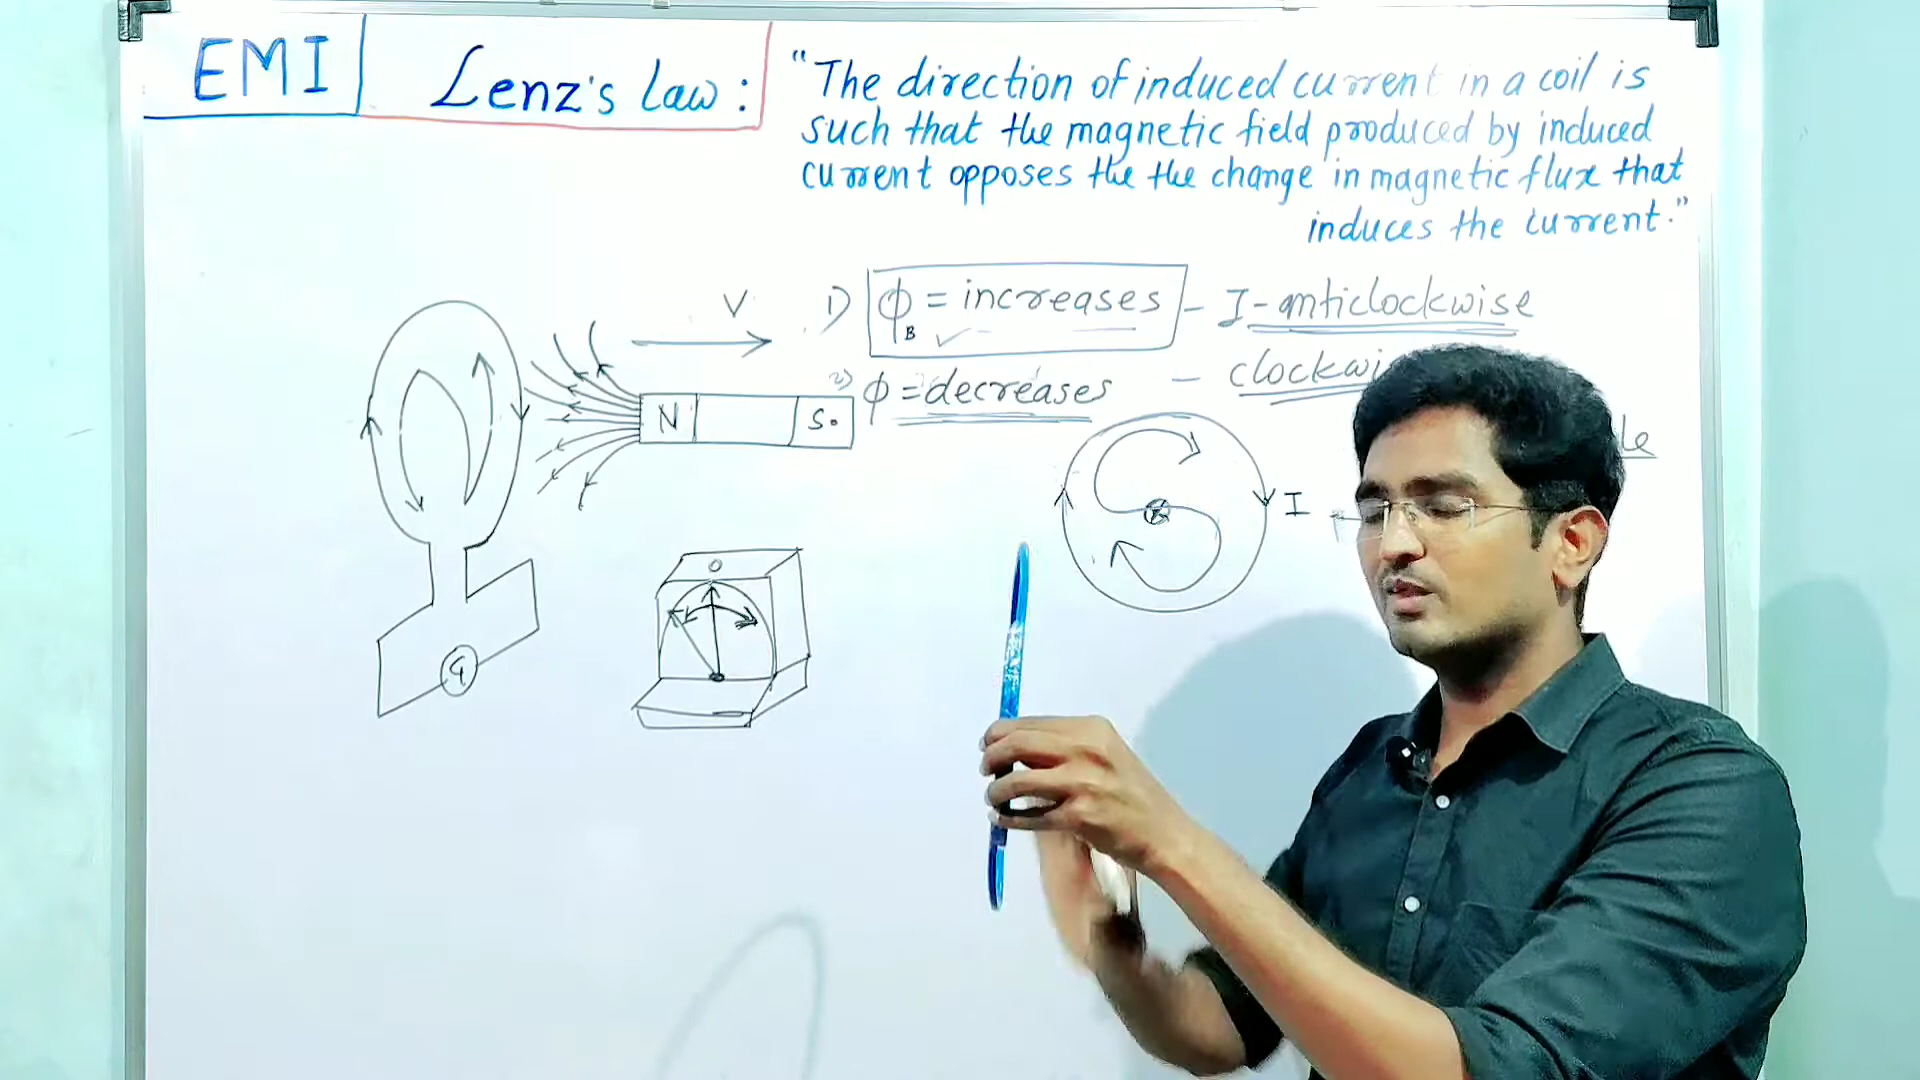 EMI
Lenz's Law :
"The direction of induced current in a coil is
such that the magnetic field produced by induced
current opposes the the change in magnetic flux that
induces the current."
V
1) ϕB = increases - I - anticlockwise
2) ϕ = decreases -
N
S
I
O
G